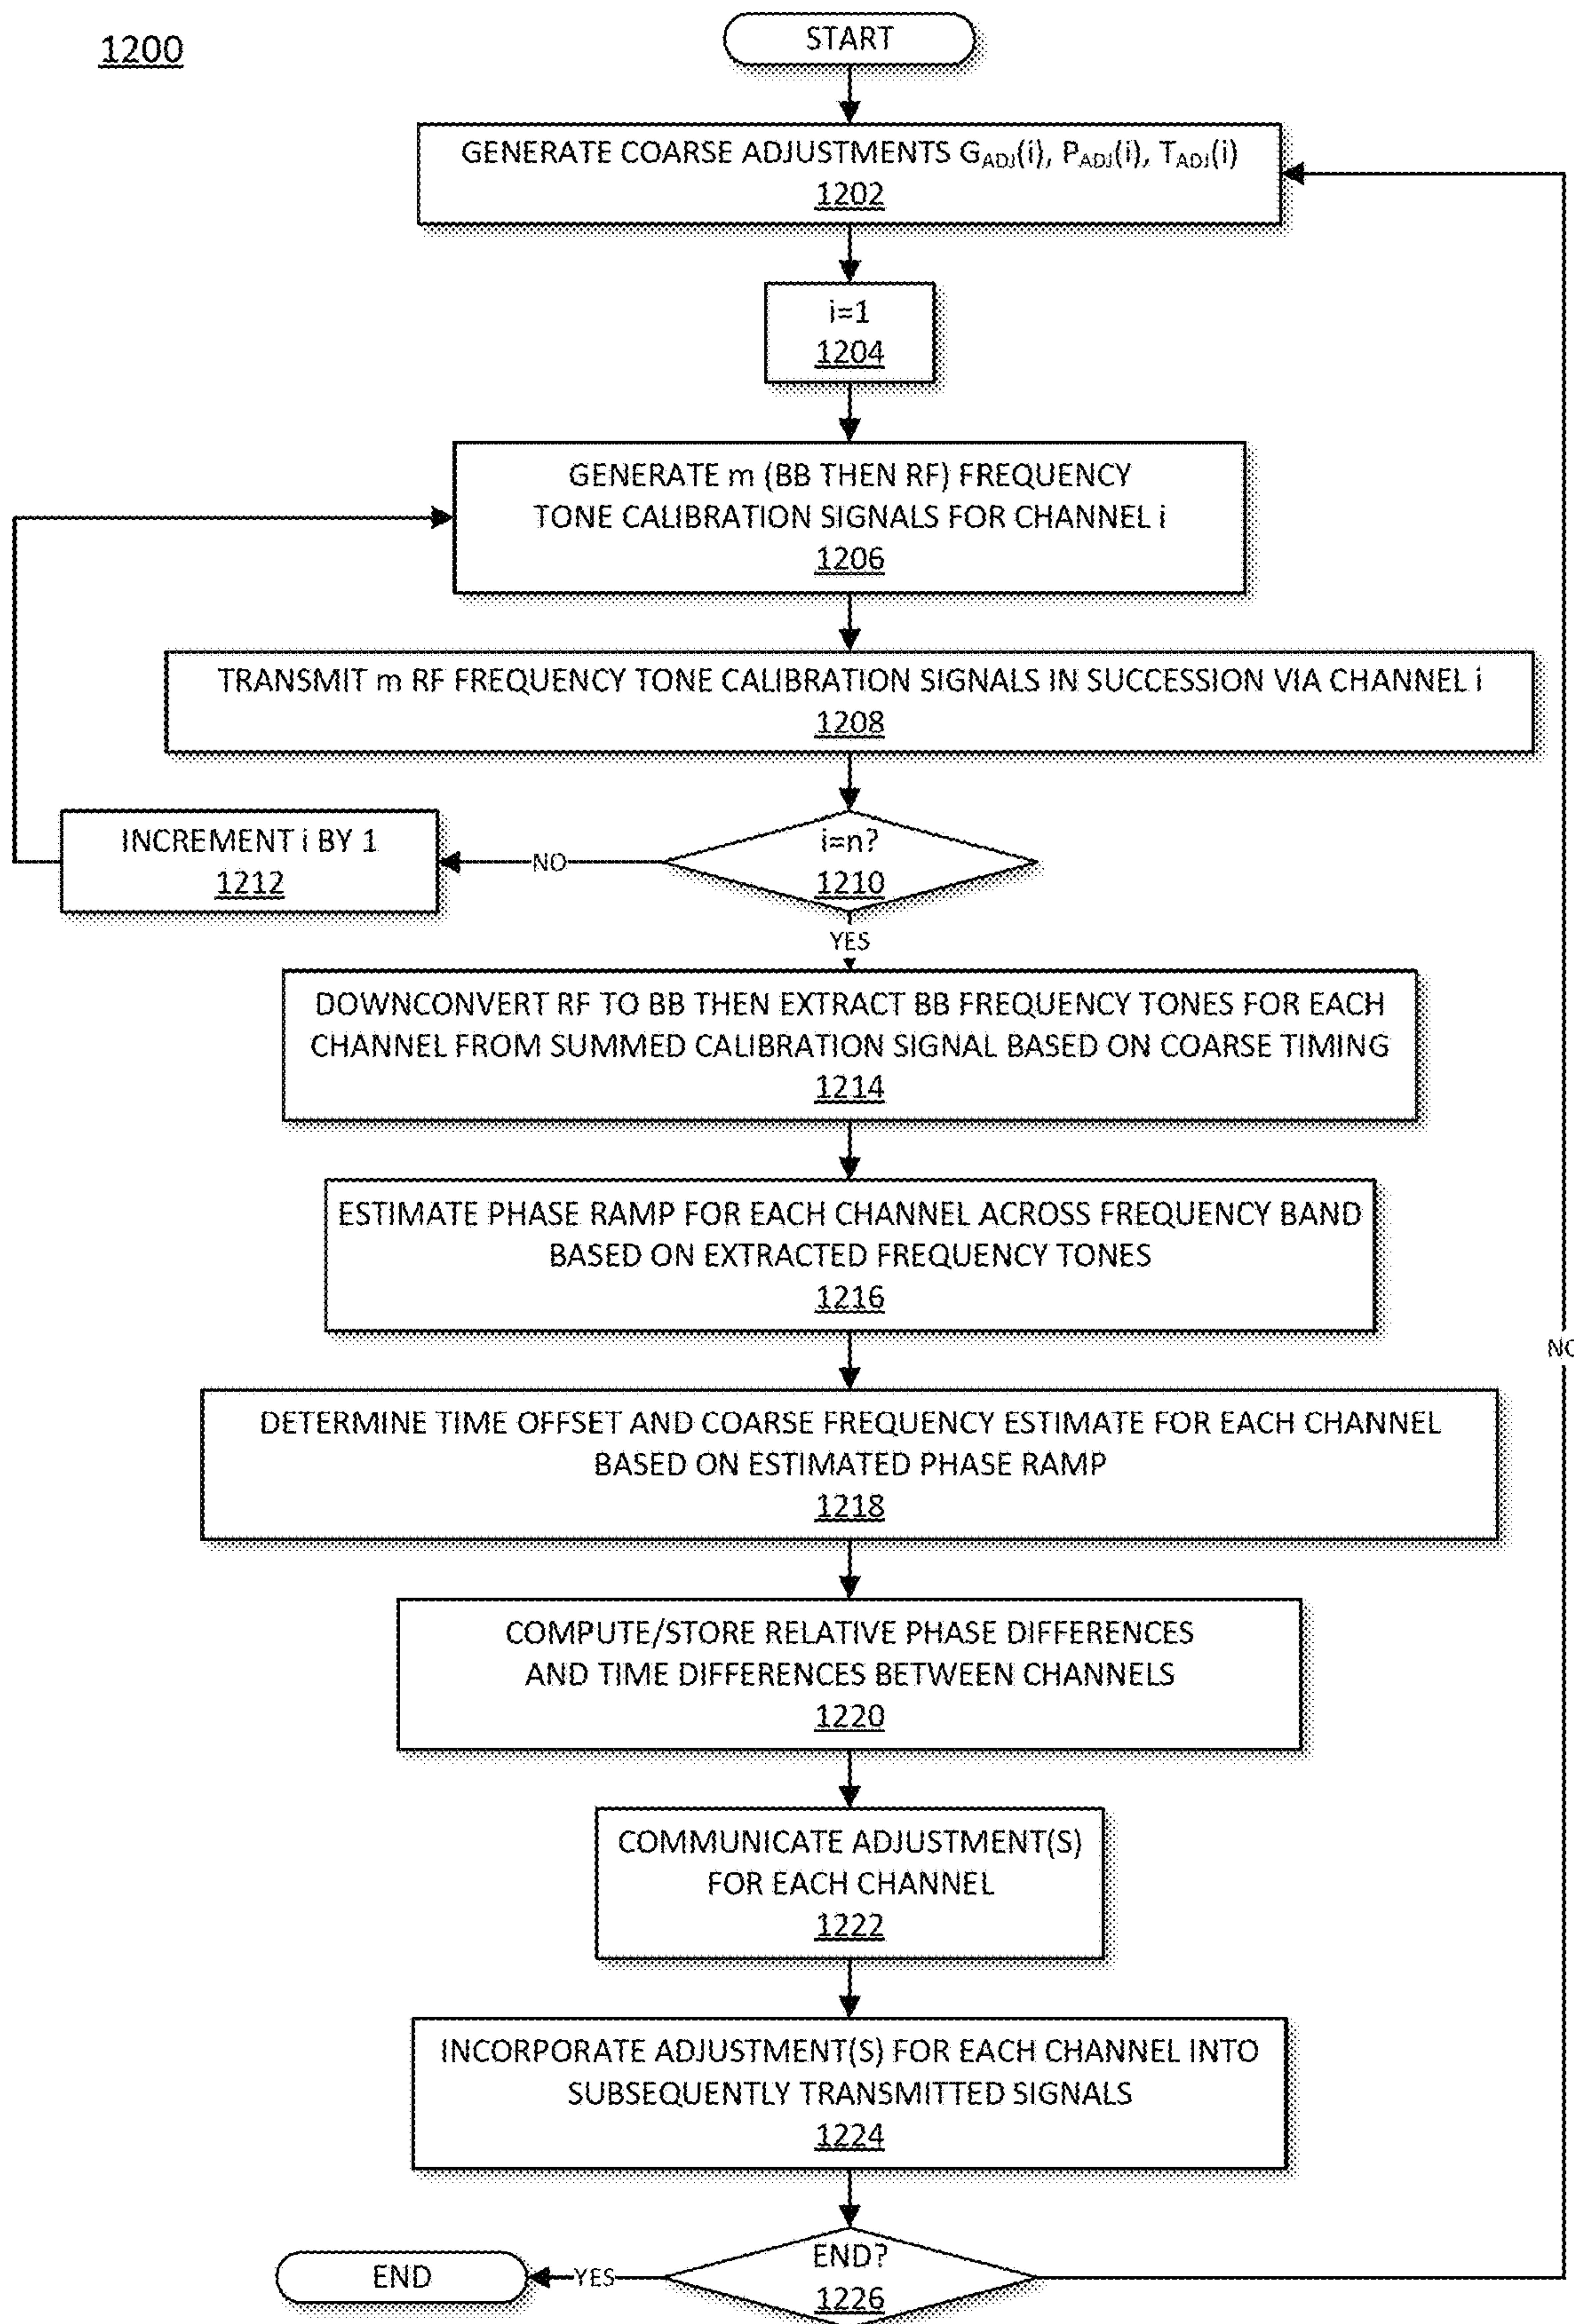 1200
START
GENERATE COARSE ADJUSTMENTS G_ADJ(i), P_ADJ(i), T_ADJ(i)
1202
i=1
1204
GENERATE m (BB THEN RF) FREQUENCY
TONE CALIBRATION SIGNALS FOR CHANNEL i
1206
TRANSMIT m RF FREQUENCY TONE CALIBRATION SIGNALS IN SUCCESSION VIA CHANNEL i
1208
i=n?
1210
NO
INCREMENT i BY 1
1212
YES
DOWNCONVERT RF TO BB THEN EXTRACT BB FREQUENCY TONES FOR EACH
CHANNEL FROM SUMMED CALIBRATION SIGNAL BASED ON COARSE TIMING
1214
ESTIMATE PHASE RAMP FOR EACH CHANNEL ACROSS FREQUENCY BAND
BASED ON EXTRACTED FREQUENCY TONES
1216
NO
DETERMINE TIME OFFSET AND COARSE FREQUENCY ESTIMATE FOR EACH CHANNEL
BASED ON ESTIMATED PHASE RAMP
1218
COMPUTE/STORE RELATIVE PHASE DIFFERENCES
AND TIME DIFFERENCES BETWEEN CHANNELS
1220
COMMUNICATE ADJUSTMENT(S)
FOR EACH CHANNEL
1222
INCORPORATE ADJUSTMENT(S) FOR EACH CHANNEL INTO
SUBSEQUENTLY TRANSMITTED SIGNALS
1224
END?
1226
YES
END